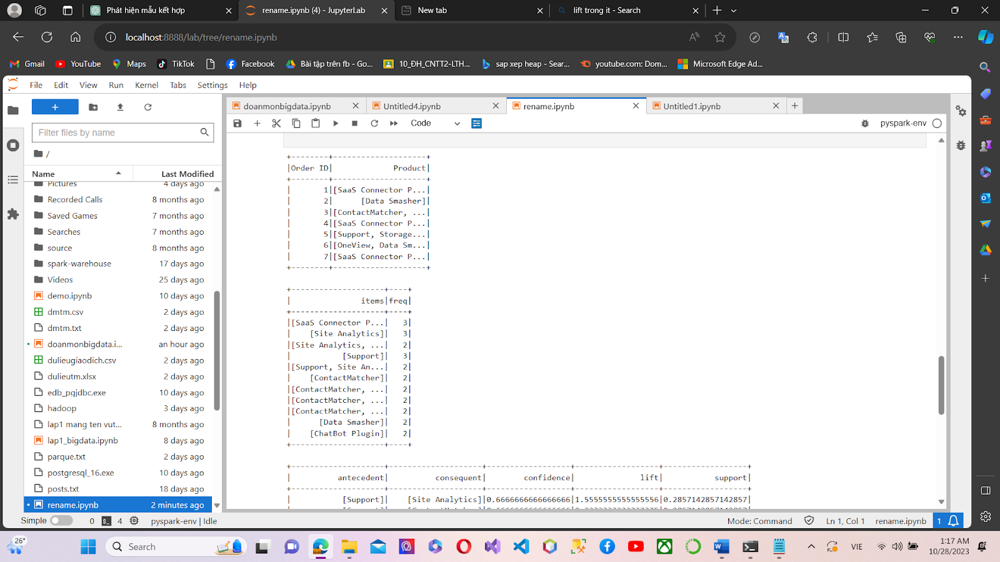 Phát hiện mẫu kết hợp
rename.ipynb (4) - JupyterLab
New tab
lift trong it - Search
localhost:8888/lab/tree/rename.ipynb
Gmail YouTube Maps TikTok Facebook Bài tập trên fb - Go... 10_ĐH_CNTT2-LTH... sap xep heap - Sear... youtube.com: Dom... Microsoft Edge Ad...
File Edit View Run Kernel Tabs Settings Help
doanmonbigdata.ipynb Untitled4.ipynb rename.ipynb Untitled1.ipynb
Code
pyspark-env
Filter files by name
/
Name Last Modified
Pictures 4 days ago
Recorded Calls 8 months ago
Saved Games 7 months ago
Searches 7 months ago
source 8 months ago
spark-warehouse 17 days ago
Videos 25 days ago
demo.ipynb 10 days ago
dmtm.csv 2 days ago
dmtm.txt 2 days ago
doanmonbigdata.i... an hour ago
dulieugiaodich.csv 2 days ago
dulieutm.xlsx 2 days ago
edb_pgjdbc.exe 10 days ago
hadoop 3 days ago
lap1 mang ten vut... 8 months ago
lap1_bigdata.ipynb 8 days ago
parque.txt 2 days ago
postgresql_16.exe 10 days ago
posts.txt 18 days ago
rename.ipynb 2 minutes ago
+--------+--------------------+
|Order ID|             Product|
+--------+--------------------+
|       1|[SaaS Connector P...|
|       2|      [Data Smasher]|
|       3|[ContactMatcher, ...|
|       4|[SaaS Connector P...|
|       5|[Support, Storage...|
|       6|[OneView, Data Sm...|
|       7|[SaaS Connector P...|
+--------+--------------------+
+--------------------+----+
|               items|freq|
+--------------------+----+
|[SaaS Connector P...|   3|
|    [Site Analytics]|   3|
|[Site Analytics, ...|   2|
|           [Support]|   3|
|[Support, Site An...|   2|
|    [ContactMatcher]|   2|
|[ContactMatcher, ...|   2|
|[ContactMatcher, ...|   2|
|[ContactMatcher, ...|   2|
|      [Data Smasher]|   2|
|    [ChatBot Plugin]|   2|
+--------------------+----+
+--------------------+--------------------+------------------+------------------+------------------+
|          antecedent|          consequent|        confidence|              lift|           support|
+--------------------+--------------------+------------------+------------------+------------------+
|           [Support]|    [Site Analytics]|0.6666666666666666|1.5555555555555556|0.2857142857142857|
Simple 0 4 pyspark-env | Idle
Mode: Command Ln 1, Col 1 rename.ipynb 1
26°
Search
VIE
1:17 AM
10/28/2023